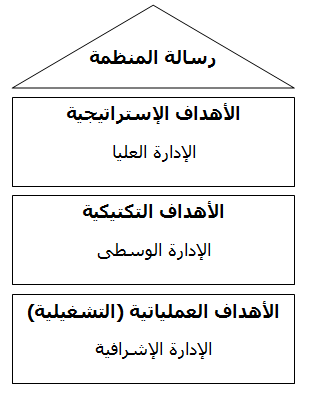 رسالة المنظمة
الأهداف الإستراتيجية
الإدارة العليا
الأهداف التكتيكية
الإدارة الوسطى
الأهداف العملياتية (التشغيلية)
الإدارة الإشرافية